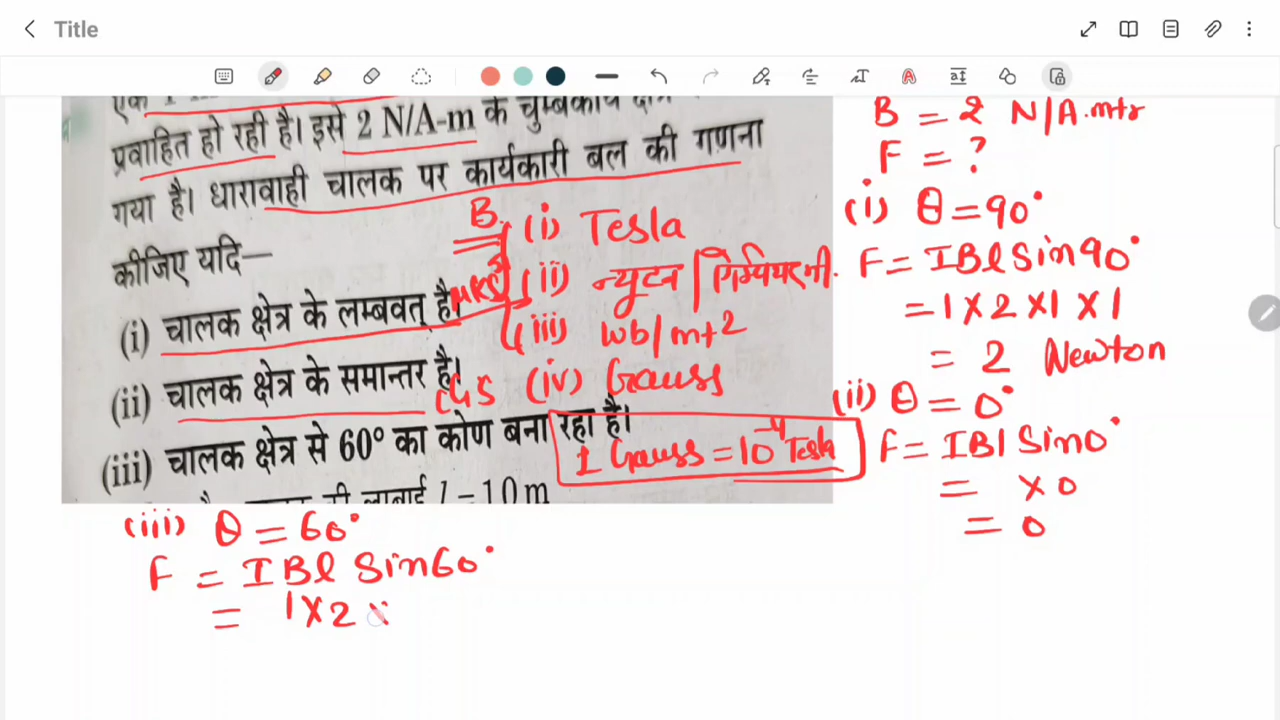 Title
एक 1 m
प्रवाहित हो रही है। इसे 2 N/A-m के चुम्बकीय क्षेत्र
गया है। धारावाही चालक पर कार्यकारी बल की गणना
कीजिए यदि—
(i) चालक क्षेत्र के लम्बवत् है।
(ii) चालक क्षेत्र के समान्तर है।
(iii) चालक क्षेत्र से 60° का कोण बना रहा है।
B
(i) Tesla
MKS (ii) न्यूटन
(iii) wb/mt2
CGS (iv) Gauss
1 Gauss = 10⁻⁴ Tesla
B = 2 N/A.mtr
F = ?
(i) θ = 90°
F = IBl Sin90°
= 1 X 2 X 1 X 1
= 2 Newton
(ii) θ = 0°
F = IBl Sin0°
= X 0
= 0
(iii) θ = 60°
F = IBl Sin60°
= 1 X 2